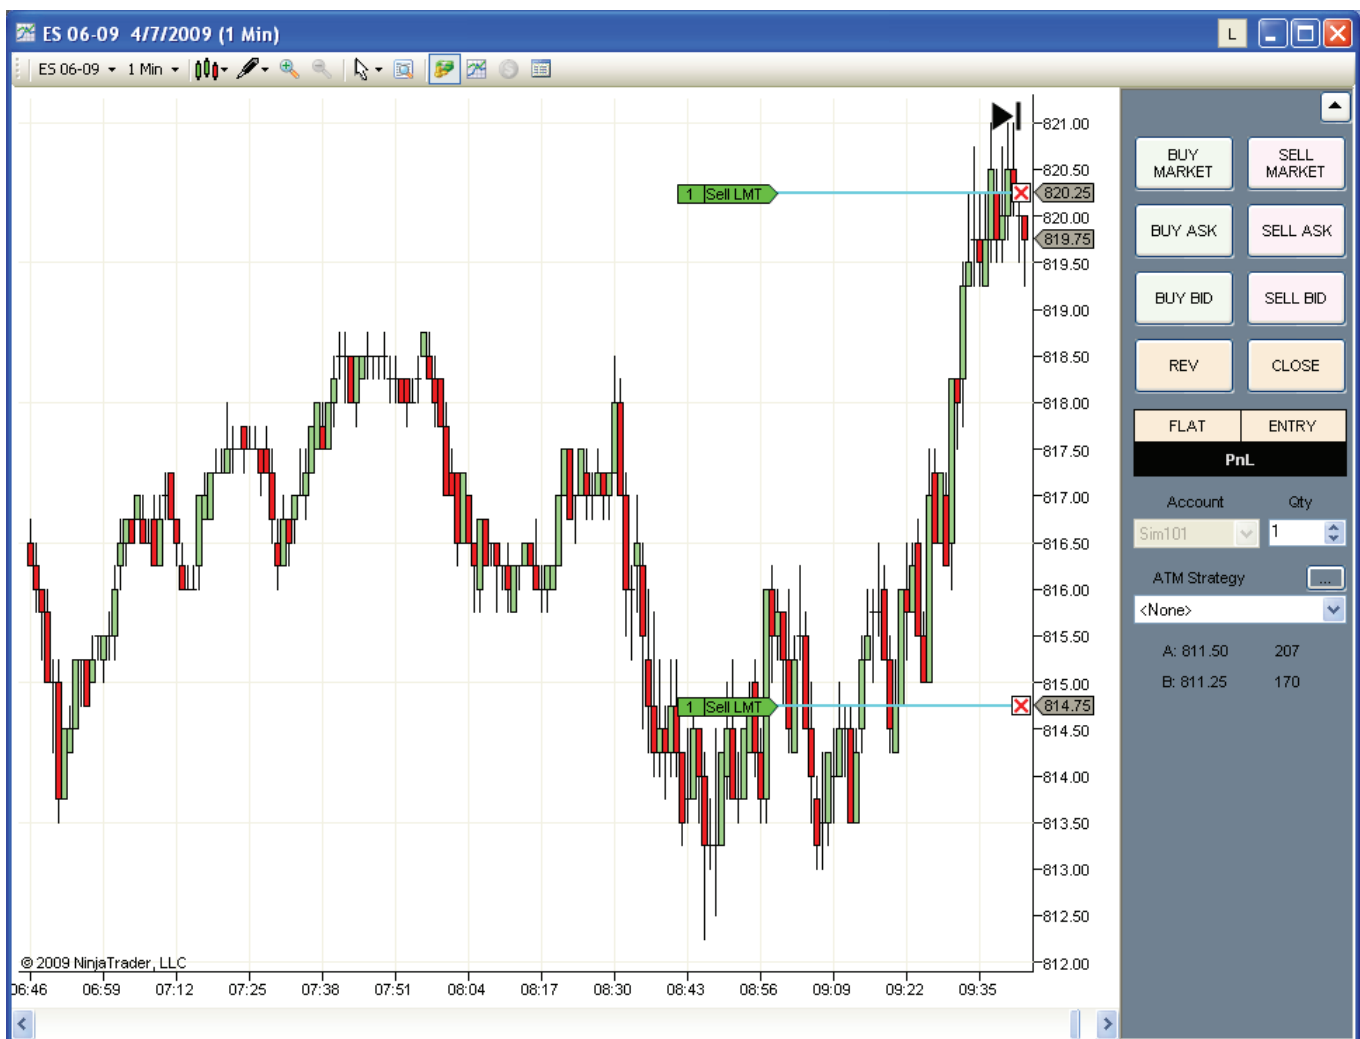 ES 06-09  4/7/2009 (1 Min)
L
ES 06-09
1 Min
821.00
820.50
820.25
820.00
819.75
819.50
819.00
818.50
818.00
817.50
817.00
816.50
816.00
815.50
815.00
814.75
814.50
814.00
813.50
813.00
812.50
812.00
1 Sell LMT
1 Sell LMT
© 2009 NinjaTrader, LLC
06:46 06:59 07:12 07:25 07:38 07:51 08:04 08:17 08:30 08:43 08:56 09:09 09:22 09:35
BUY
MARKET
SELL
MARKET
BUY ASK
SELL ASK
BUY BID
SELL BID
REV
CLOSE
FLAT
ENTRY
PnL
Account
Qty
Sim101
1
ATM Strategy
...
<None>
A: 811.50 207
B: 811.25 170